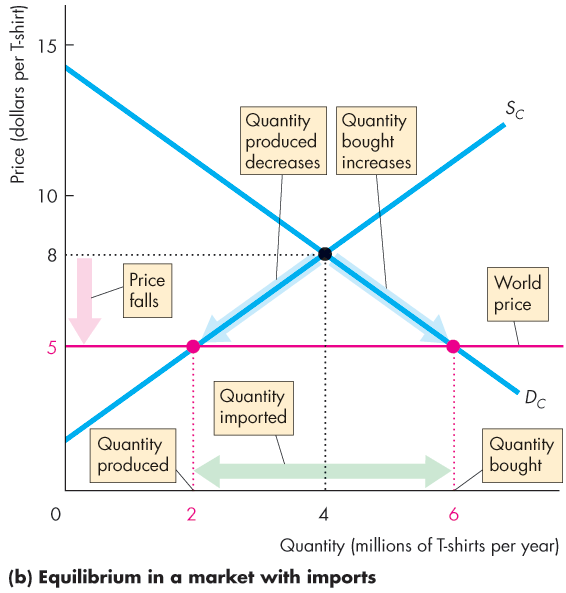 Price (dollars per T-shirt)
15
10
8
5
Quantity
produced
decreases
Quantity
bought
increases
S_C
Price
falls
World
price
D_C
Quantity
imported
Quantity
produced
Quantity
bought
0
2
4
6
Quantity (millions of T-shirts per year)
(b) Equilibrium in a market with imports